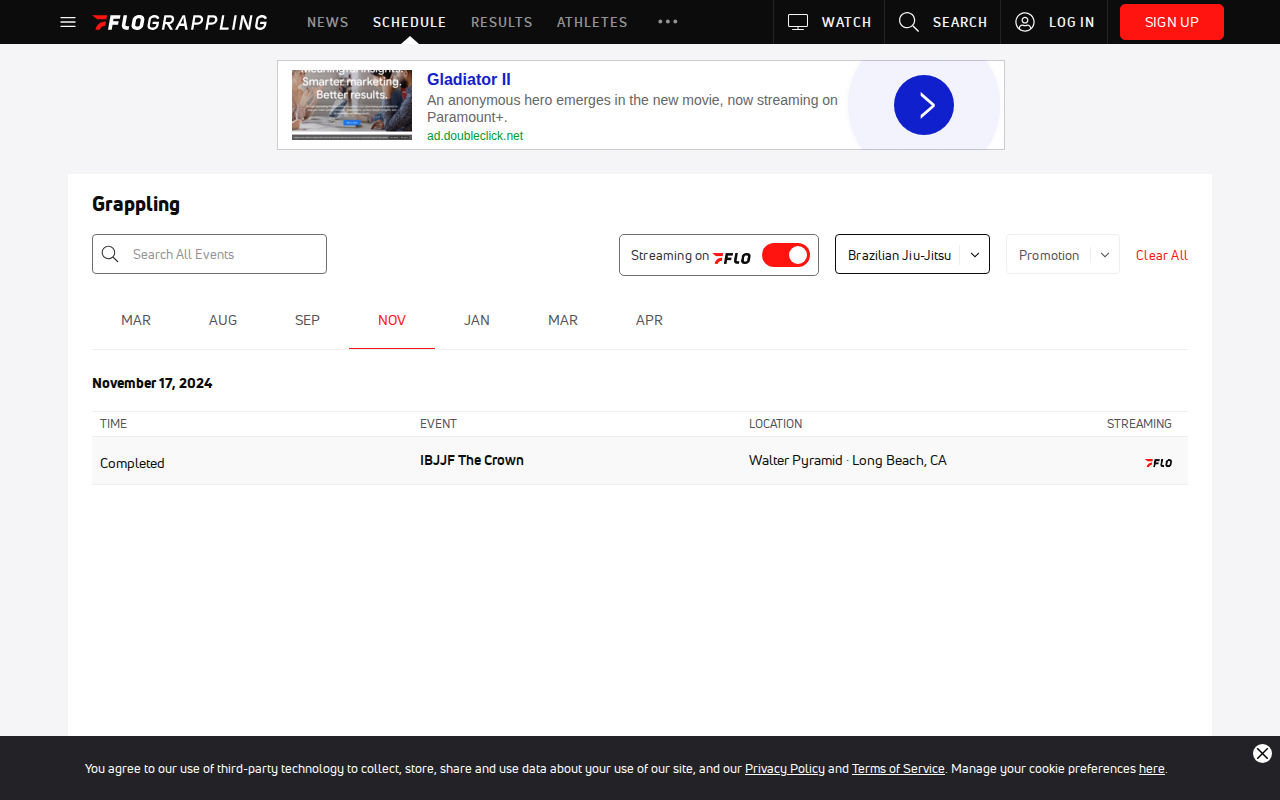 FLOGRAPPLING NEWS SCHEDULE RESULTS ATHLETES WATCH SEARCH LOG IN SIGN UP
Smarter marketing.
Better results.
Gladiator II
An anonymous hero emerges in the new movie, now streaming on
Paramount+.
ad.doubleclick.net
Grappling
Search All Events Streaming on FLO Brazilian Jiu-Jitsu Promotion Clear All
MAR AUG SEP NOV JAN MAR APR
November 17, 2024
TIME EVENT LOCATION STREAMING
Completed IBJJF The Crown Walter Pyramid · Long Beach, CA FLO
You agree to our use of third-party technology to collect, store, share and use data about your use of our site, and our Privacy Policy and Terms of Service. Manage your cookie preferences here.